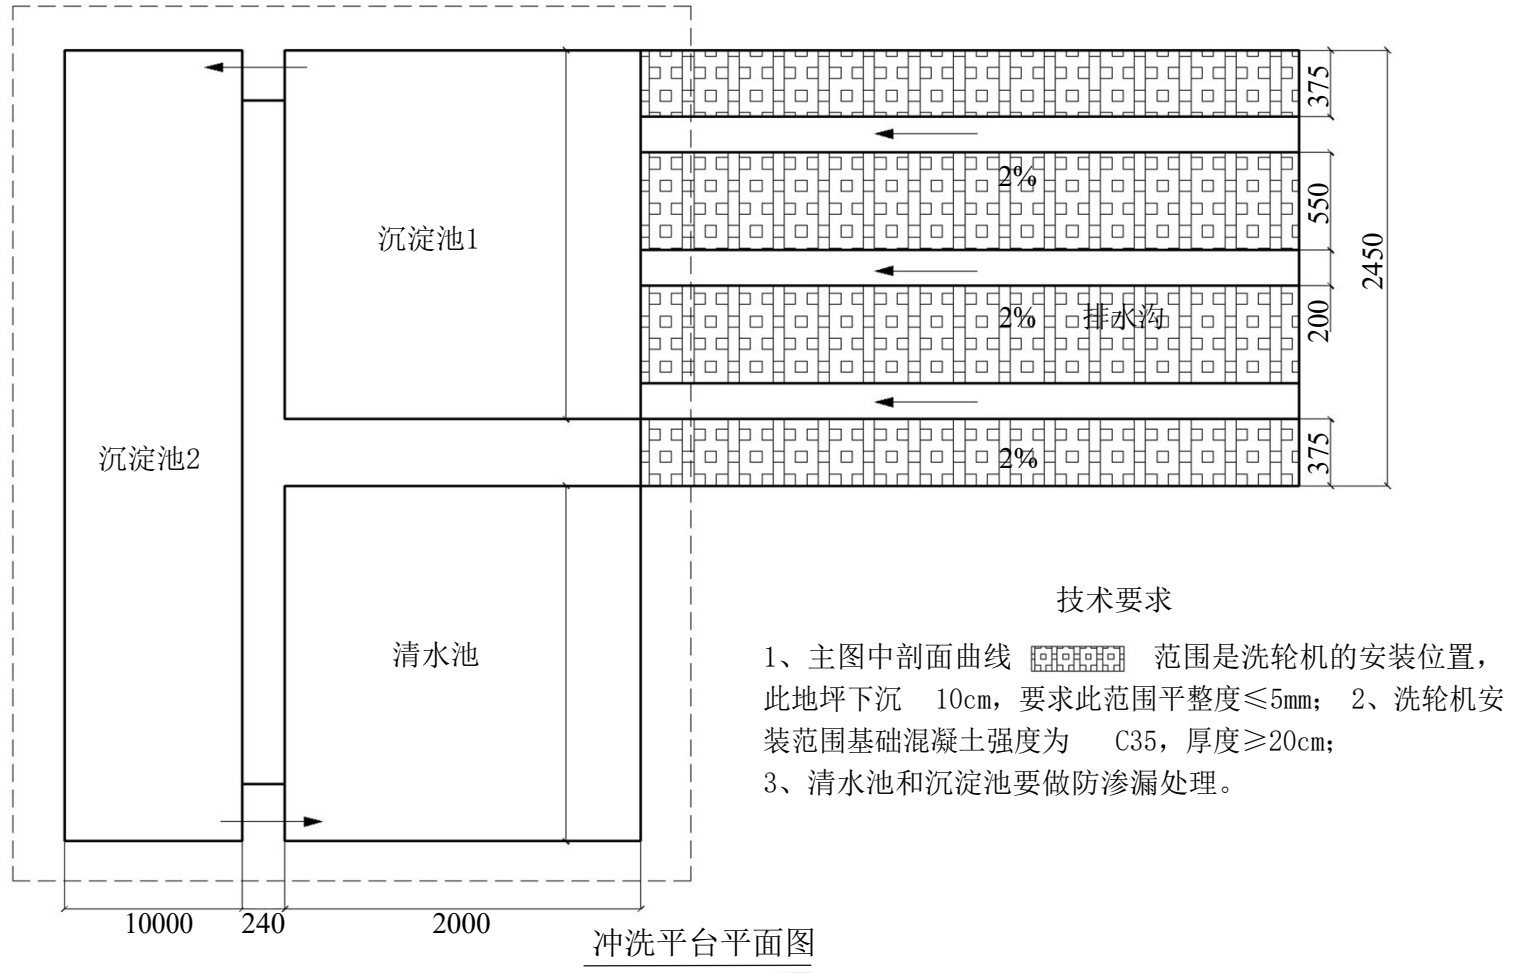 375
2%
550
沉淀池1
2450
2%
排水沟
200
沉淀池2
2%
375
技术要求
清水池
1、主图中剖面曲线 范围是洗轮机的安装位置，
此地坪下沉 10cm，要求此范围平整度≤5mm； 2、洗轮机安
装范围基础混凝土强度为 C35，厚度≥20cm；
3、清水池和沉淀池要做防渗漏处理。
10000
240
2000
冲洗平台平面图